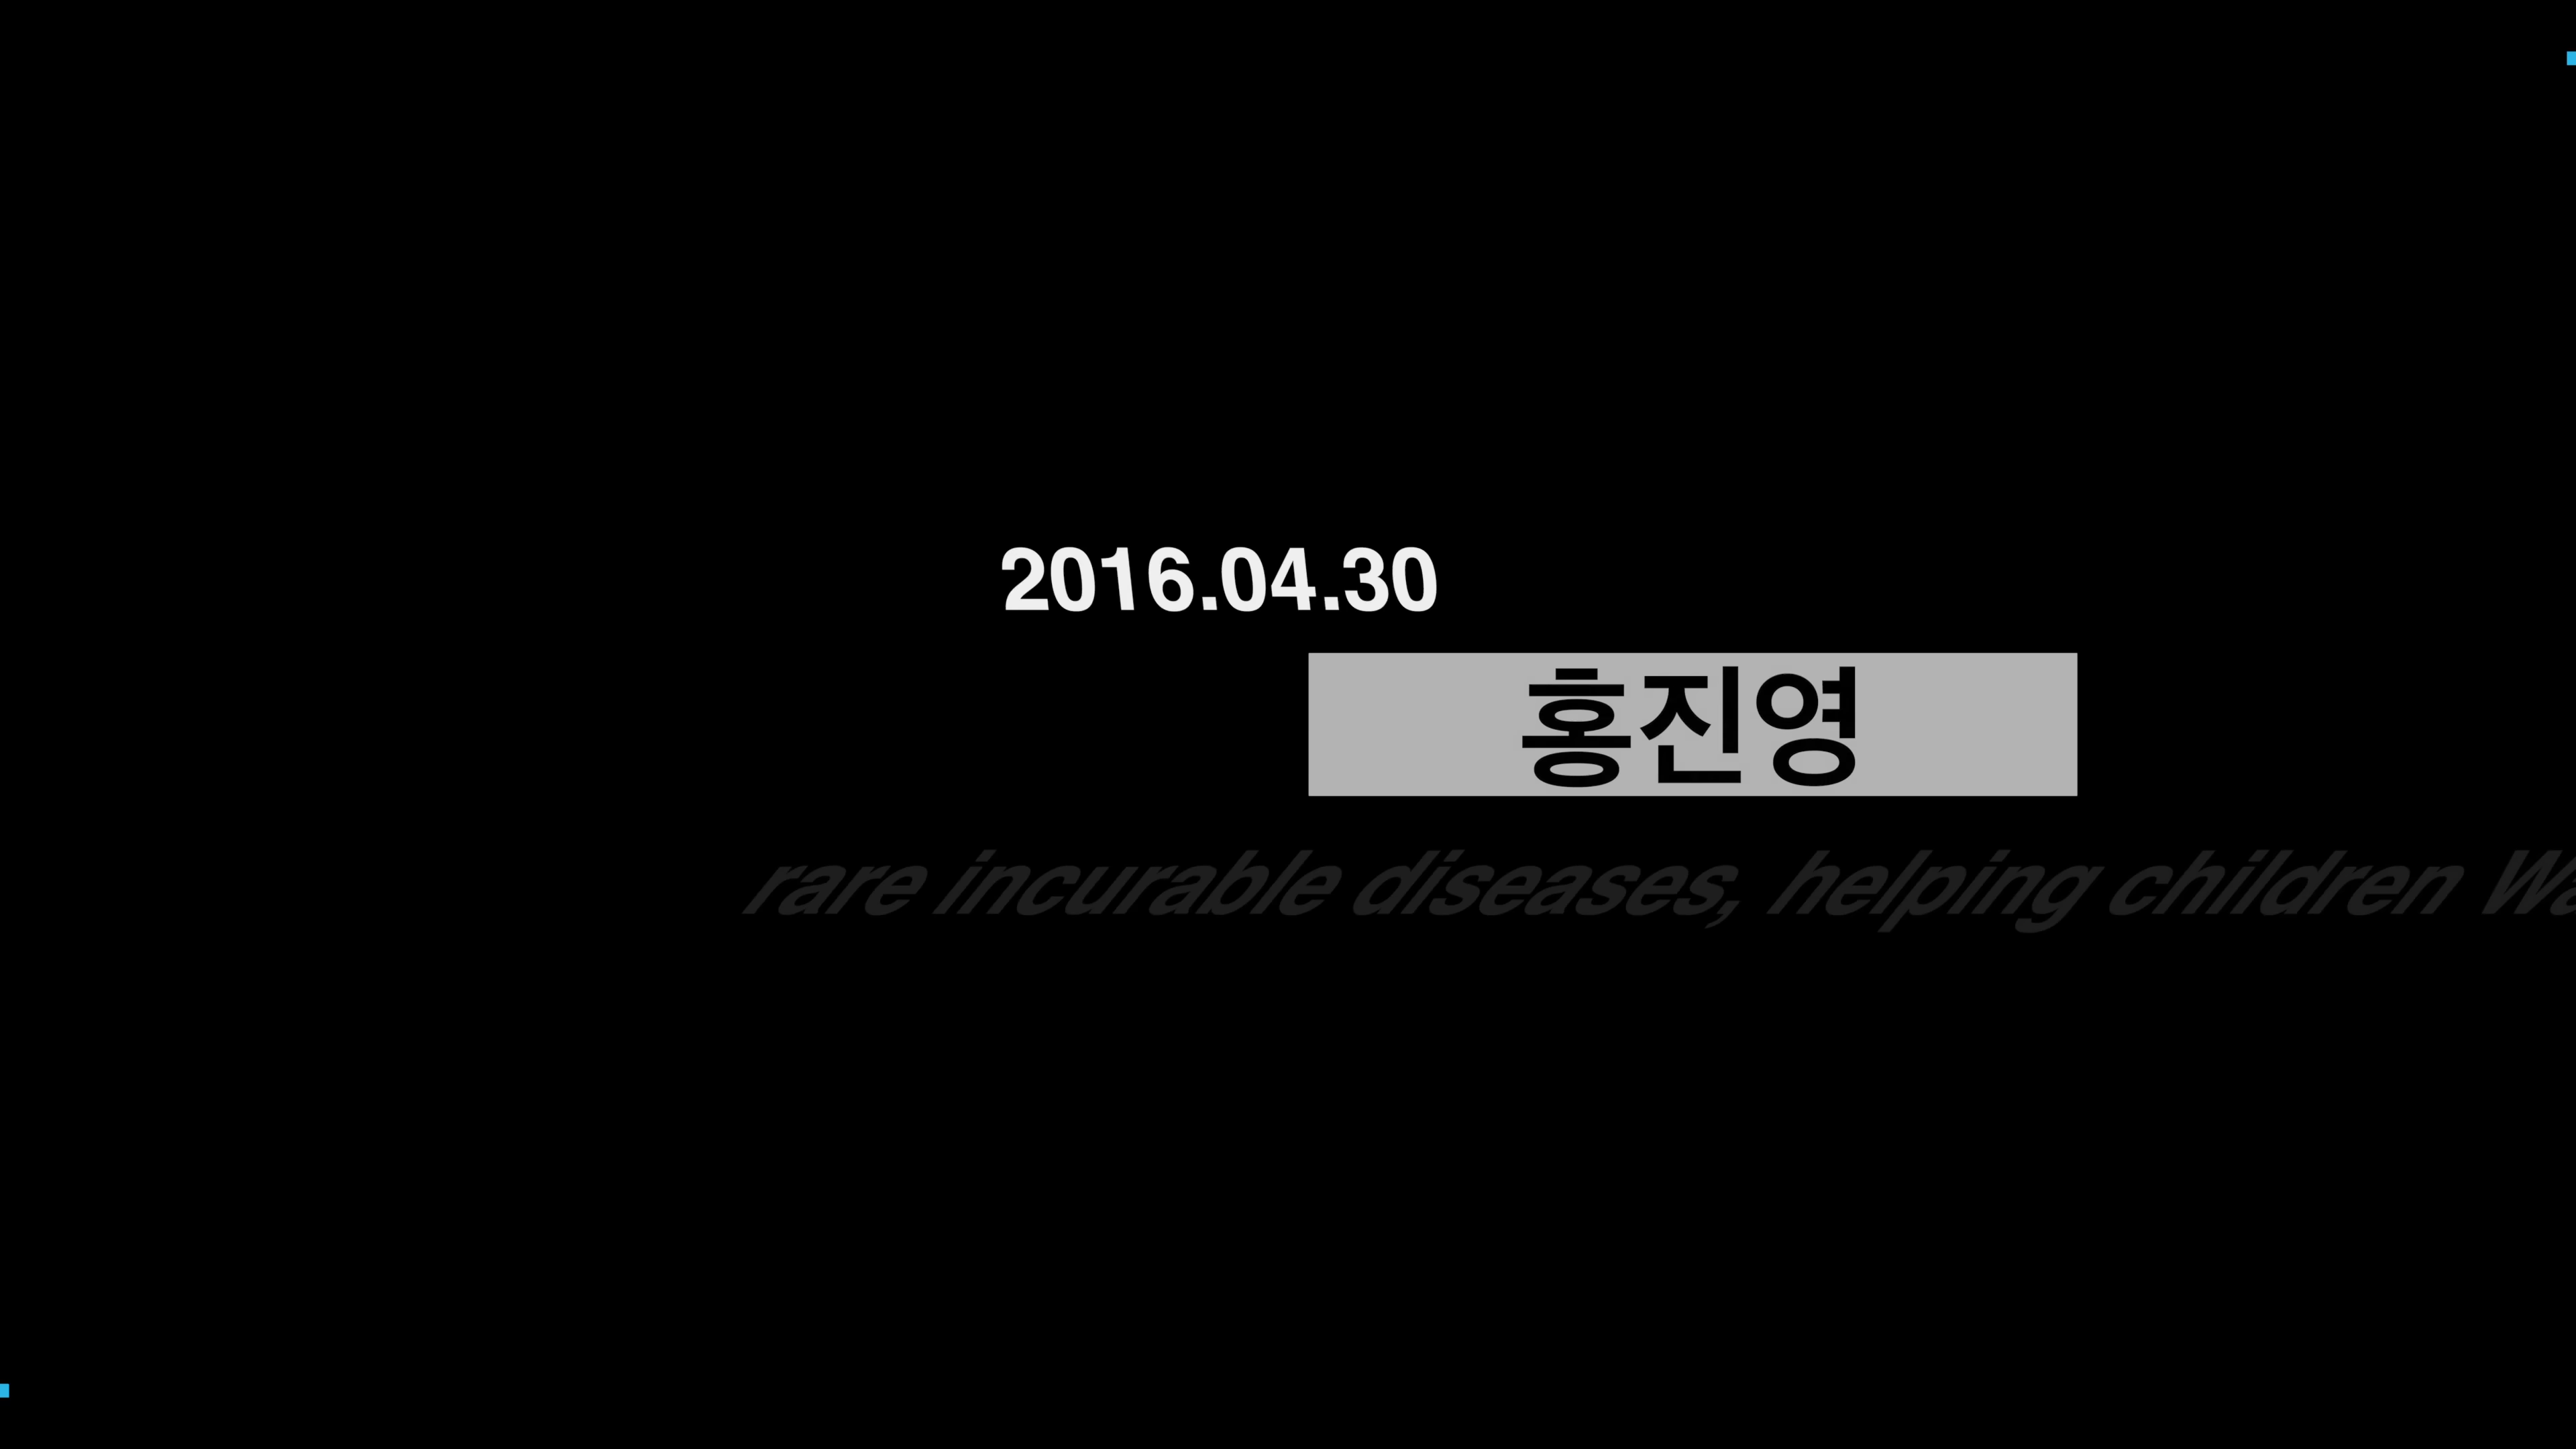 2016.04.30
홍진영
rare incurable diseases, helping children